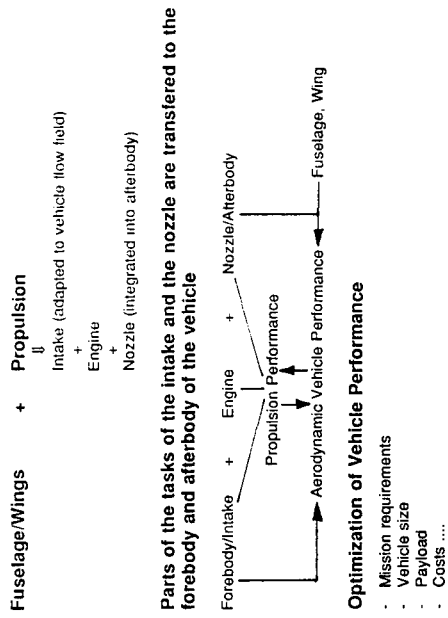 Fuselage/Wings + Propulsion
⇓
Intake (adapted to vehicle flow field)
+
Engine
+
Nozzle (integrated into afterbody)
Parts of the tasks of the intake and the nozzle are transfered to the
forebody and afterbody of the vehicle
Forebody/Intake + Engine + Nozzle/Afterbody
Propulsion Performance
Aerodynamic Vehicle Performance Fuselage, Wing
Optimization of Vehicle Performance
- Mission requirements
- Vehicle size
- Payload
- Costs ....